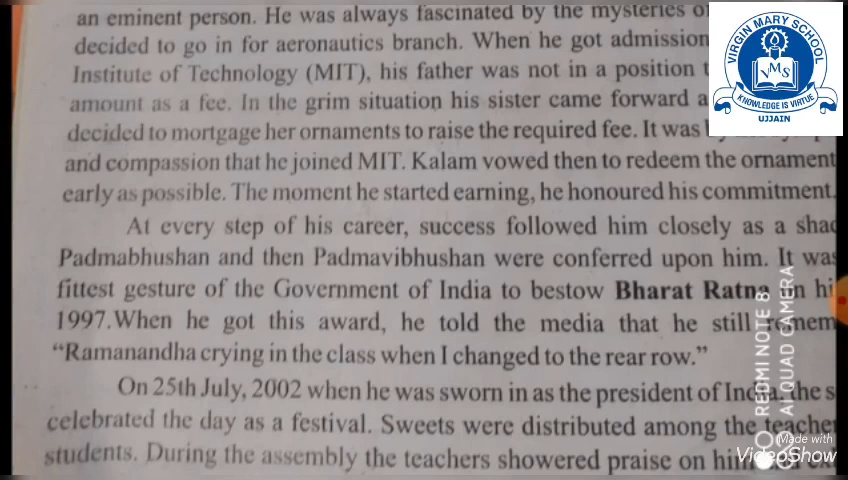 an eminent person. He was always fascinated by the mysteries
decided to go in for aeronautics branch. When he got admission
Institute of Technology (MIT), his father was not in a position
amount as a fee. In the grim situation his sister came forward a
decided to mortgage her ornaments to raise the required fee. It was
and compassion that he joined MIT. Kalam vowed then to redeem the ornament
early as possible. The moment he started earning, he honoured his commitment.
At every step of his career, success followed him closely as a
Padmabhushan and then Padmavibhushan were conferred upon him. It was
fittest gesture of the Government of India to bestow Bharat Ratna on
1997.When he got this award, he told the media that he still
“Ramanandha crying in the class when I changed to the rear row.”
On 25th July, 2002 when he was sworn in as the president of India, the
celebrated the day as a festival. Sweets were distributed among the
students. During the assembly the teachers showered praise on him
VIRGIN MARY SCHOOL
VMS
KNOWLEDGE IS VIRTUE
UJJAIN
REDMI NOTE 8
AI QUAD CAMERA
Made with
VideoShow